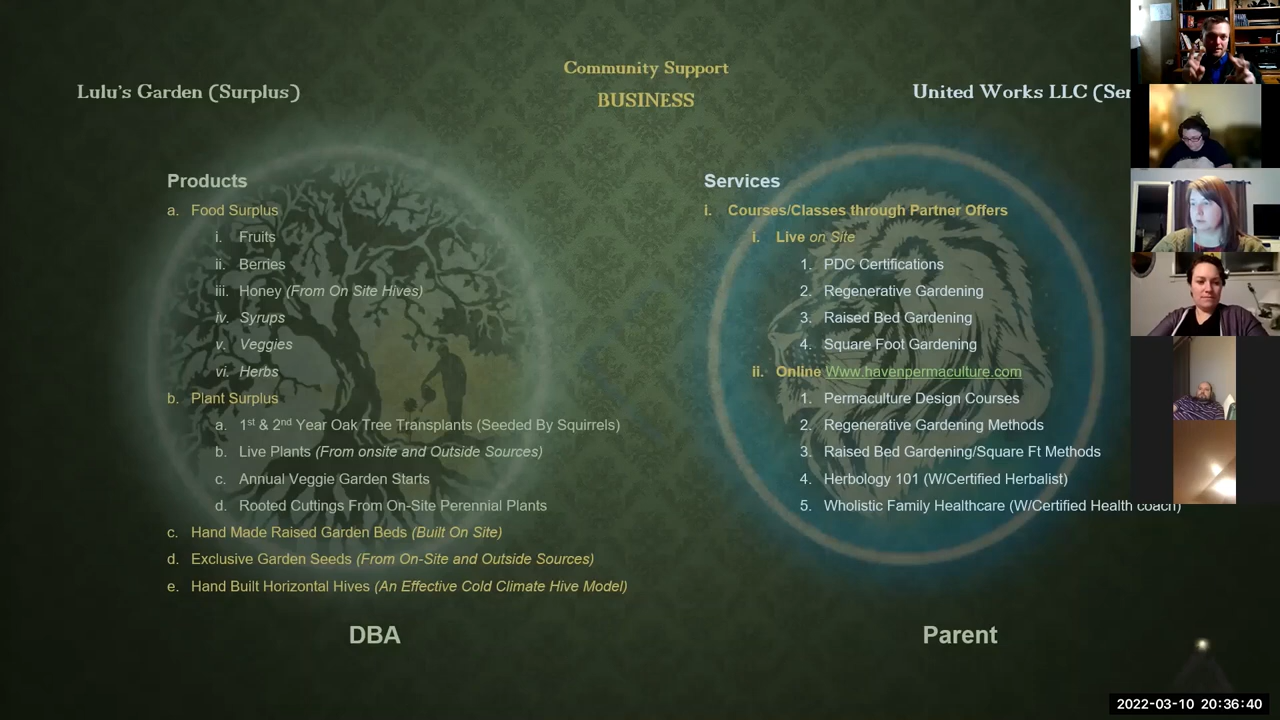 Community Support
BUSINESS
Lulu's Garden (Surplus)
United Works LLC
Products
a. Food Surplus
i. Fruits
ii. Berries
iii. Honey (From On Site Hives)
iv. Syrups
v. Veggies
vi. Herbs
b. Plant Surplus
a. 1st & 2nd Year Oak Tree Transplants (Seeded By Squirrels)
b. Live Plants (From onsite and Outside Sources)
c. Annual Veggie Garden Starts
d. Rooted Cuttings From On-Site Perennial Plants
c. Hand Made Raised Garden Beds (Built On Site)
d. Exclusive Garden Seeds (From On-Site and Outside Sources)
e. Hand Built Horizontal Hives (An Effective Cold Climate Hive Model)
DBA
Services
i. Courses/Classes through Partner Offers
i. Live on Site
1. PDC Certifications
2. Regenerative Gardening
3. Raised Bed Gardening
4. Square Foot Gardening
ii. Online Www.havenpermaculture.com
1. Permaculture Design Courses
2. Regenerative Gardening Methods
3. Raised Bed Gardening/Square Ft Methods
4. Herbology 101 (W/Certified Herbalist)
5. Wholistic Family Healthcare (W/Certified Health coach)
Parent
2022-03-10 20:36:40